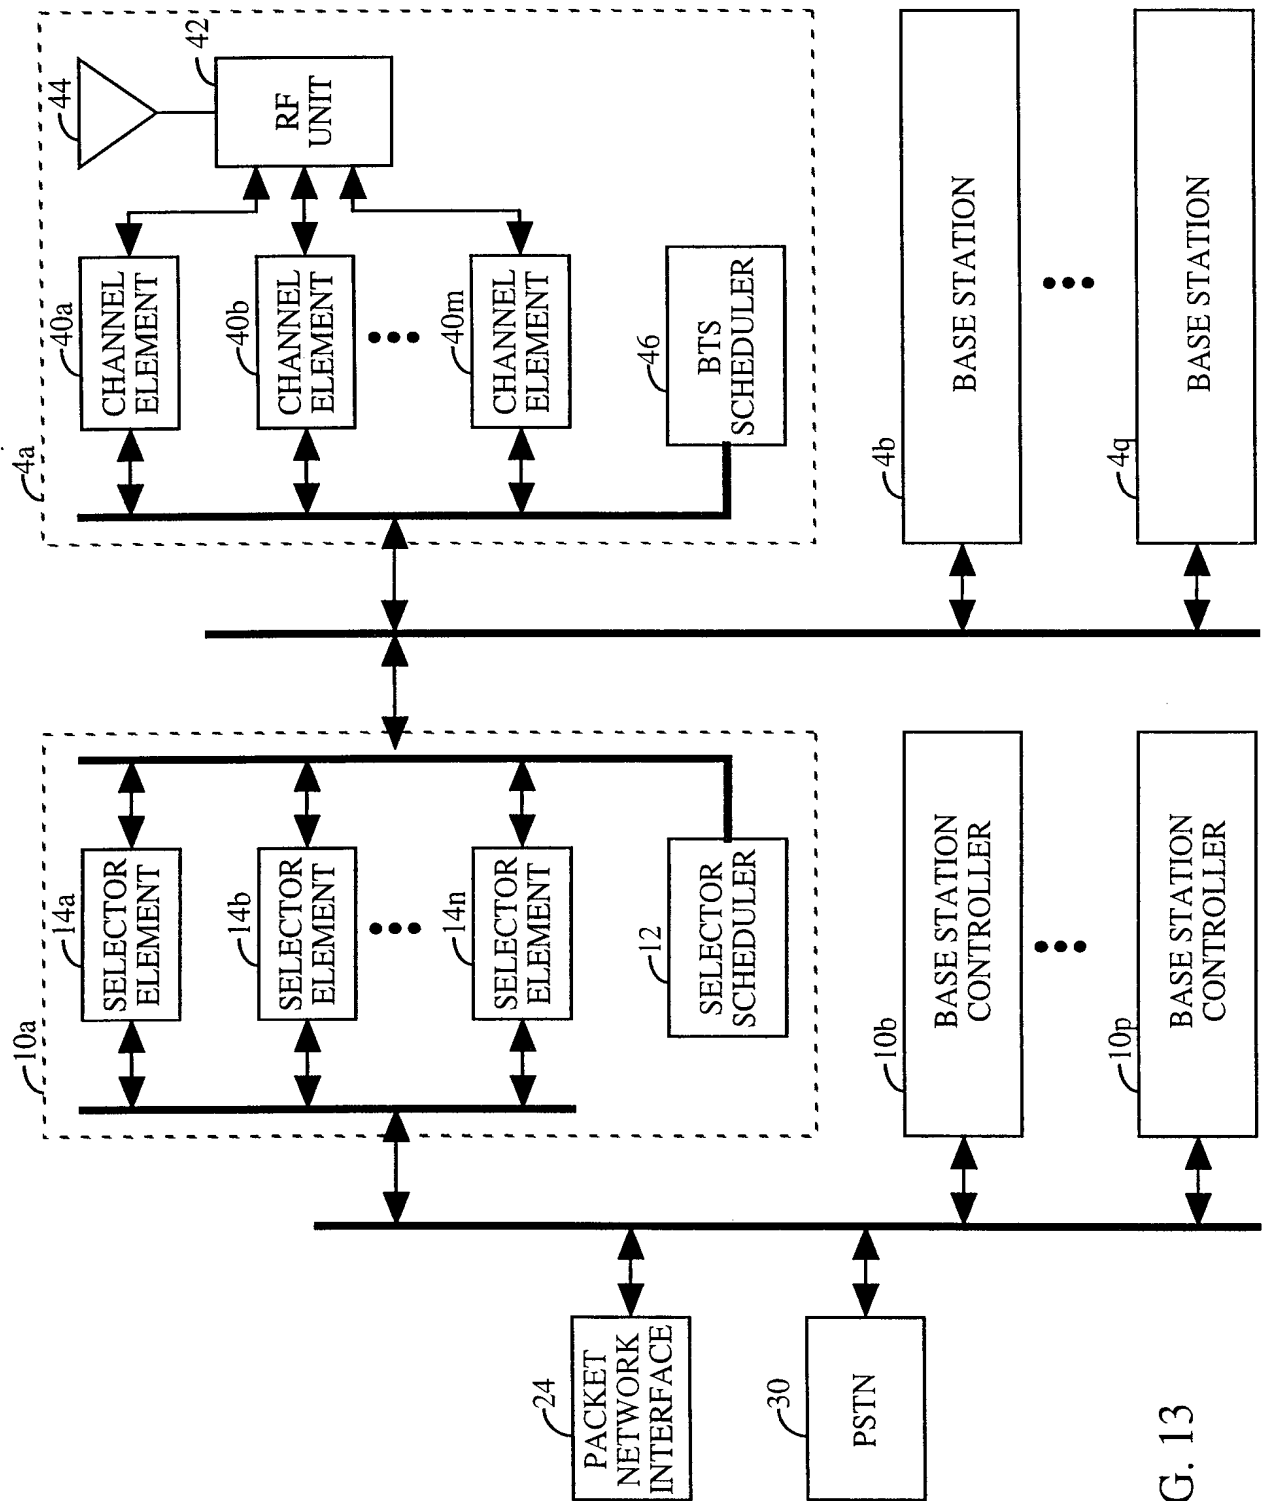 4a
44
42
RF
UNIT
40a
CHANNEL
ELEMENT
40b
CHANNEL
ELEMENT
40m
CHANNEL
ELEMENT
46
BTS
SCHEDULER
4b
BASE STATION
4q
BASE STATION
10a
14a
SELECTOR
ELEMENT
14b
SELECTOR
ELEMENT
14n
SELECTOR
ELEMENT
12
SELECTOR
SCHEDULER
10b
BASE STATION
CONTROLLER
10p
BASE STATION
CONTROLLER
24
PACKET
NETWORK
INTERFACE
30
PSTN
G. 13